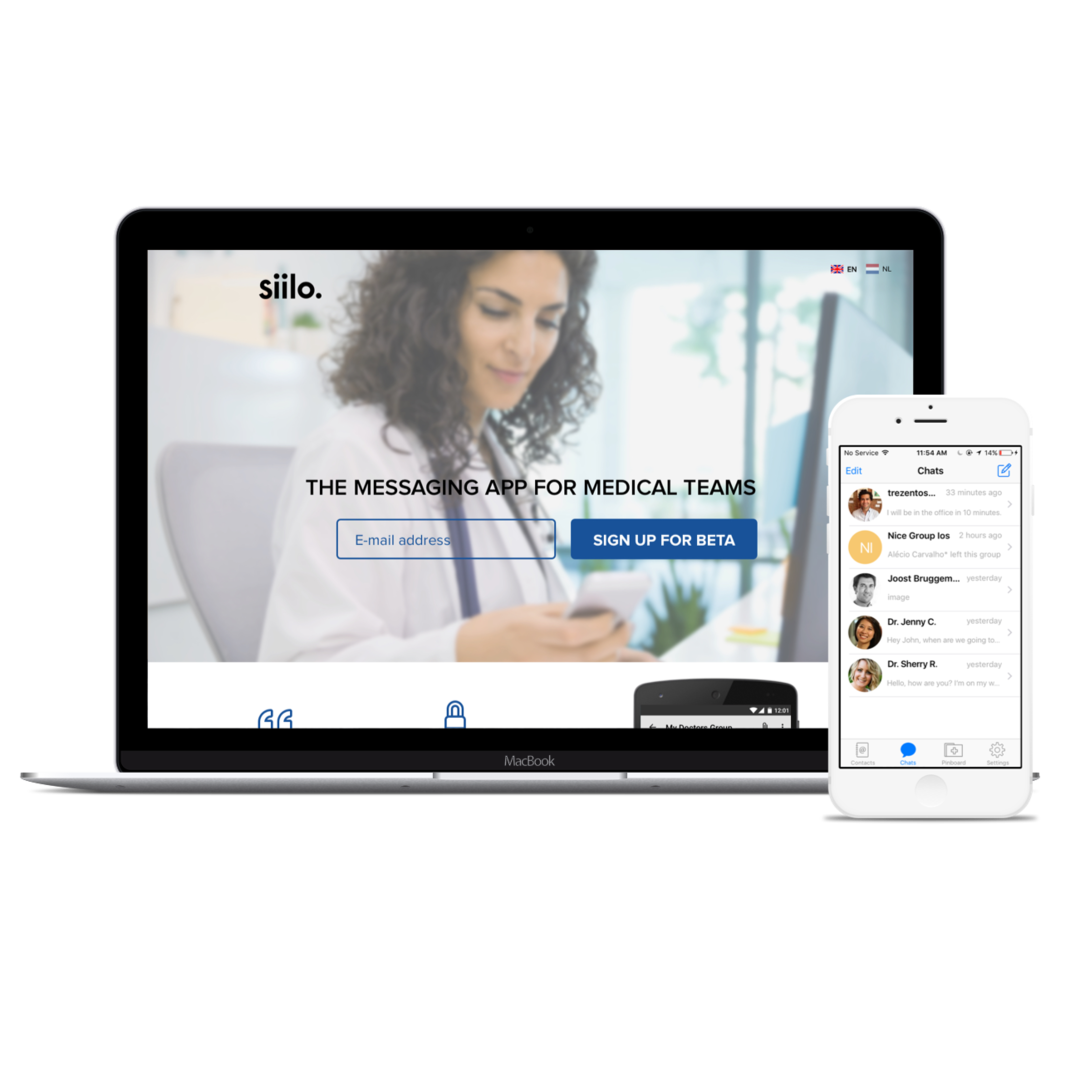 siilo.
EN NL
THE MESSAGING APP FOR MEDICAL TEAMS
E-mail address
SIGN UP FOR BETA
12:01
My Doctors Group
MacBook
No Service 11:54 AM 14%
Edit Chats
trezentos... 33 minutes ago
I will be in the office in 10 minutes.
Nice Group Ios 2 hours ago
NI
Alécio Carvalho* left this group
Joost Bruggem... yesterday
image
Dr. Jenny C. yesterday
Hey John, when are we going to...
Dr. Sherry R. yesterday
Hello, how are you? I'm on my w...
Contacts Chats Pinboard Settings